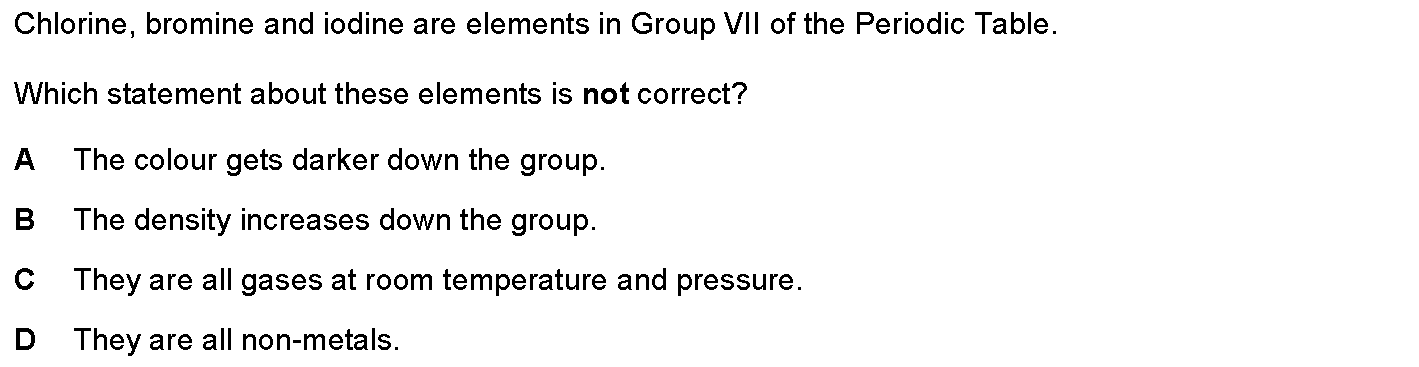 Chlorine, bromine and iodine are elements in Group VII of the Periodic Table.
Which statement about these elements is not correct?
A The colour gets darker down the group.
B The density increases down the group.
C They are all gases at room temperature and pressure.
D They are all non-metals.